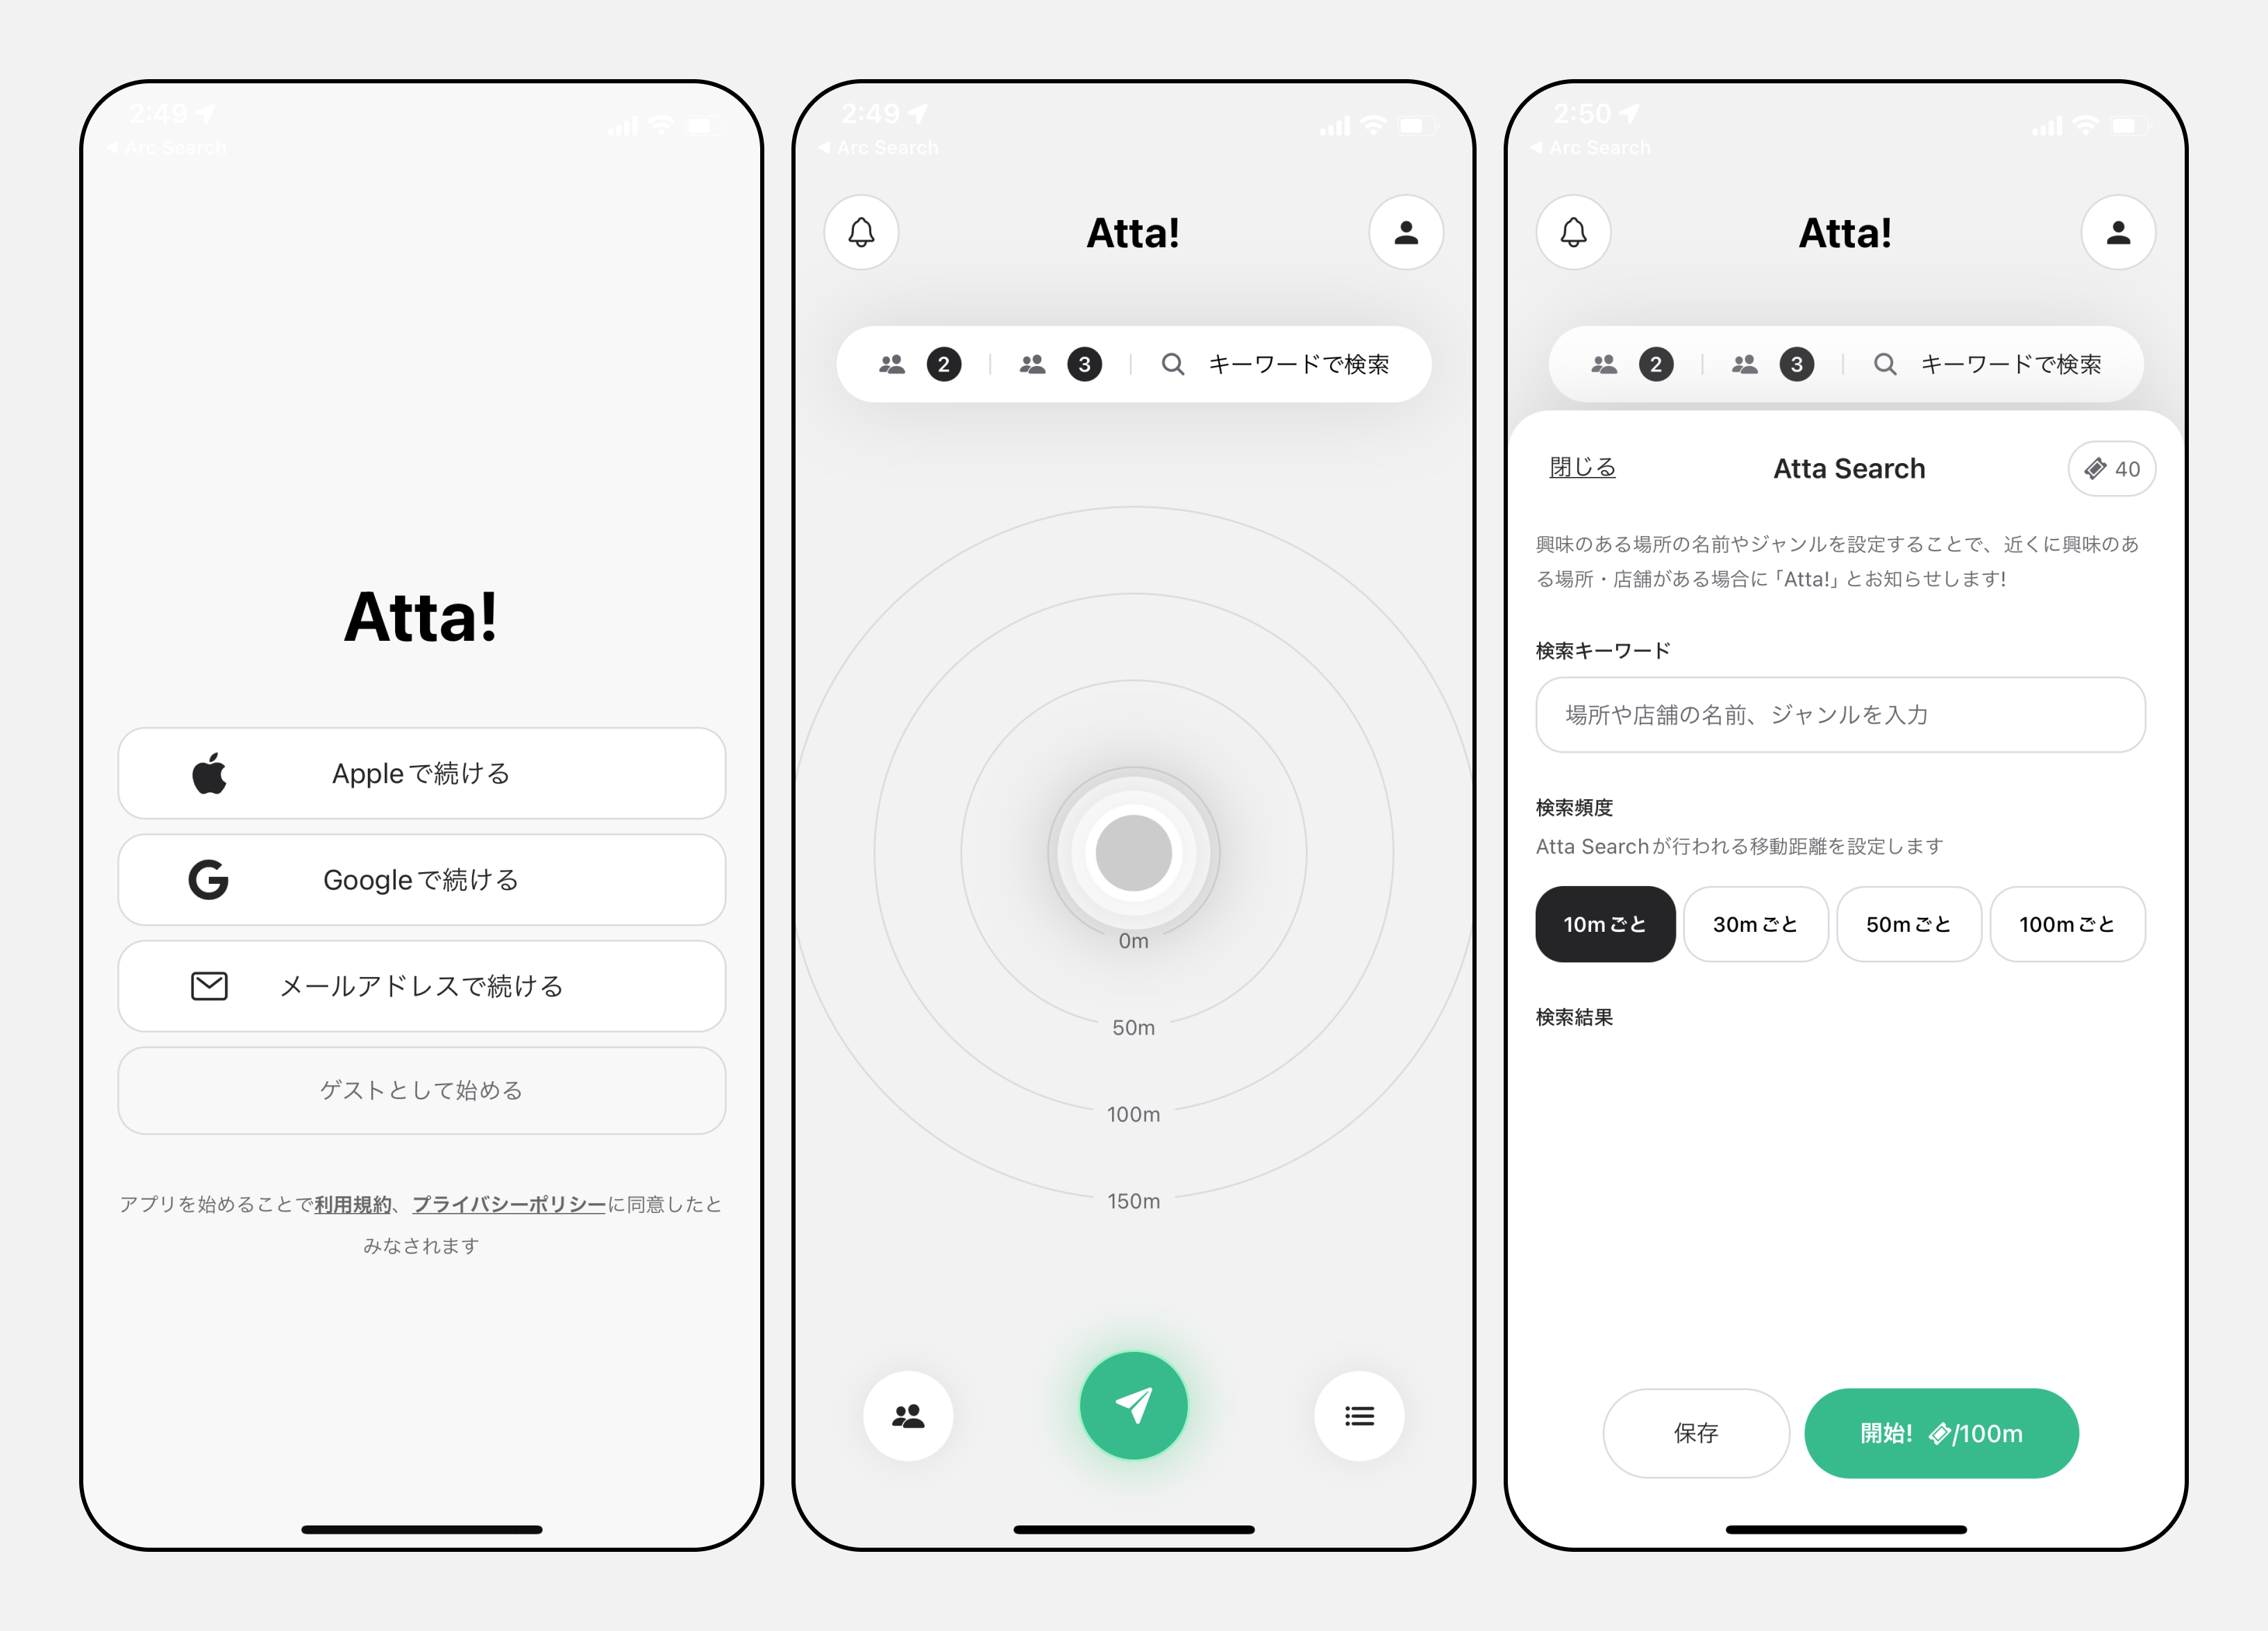 2:49
Arc Search
Atta!
Appleで続ける
Googleで続ける
メールアドレスで続ける
ゲストとして始める
アプリを始めることで利用規約、プライバシーポリシーに同意したと
みなされます
2:49
Arc Search
Atta!
2 3 キーワードで検索
0m
50m
100m
150m
2:50
Arc Search
Atta!
2 3 キーワードで検索
閉じる Atta Search 40
興味のある場所の名前やジャンルを設定することで、近くに興味のあ
る場所・店舗がある場合に「Atta!」とお知らせします!
検索キーワード
場所や店舗の名前、ジャンルを入力
検索頻度
Atta Searchが行われる移動距離を設定します
10mごと 30mごと 50mごと 100mごと
検索結果
保存 開始! /100m